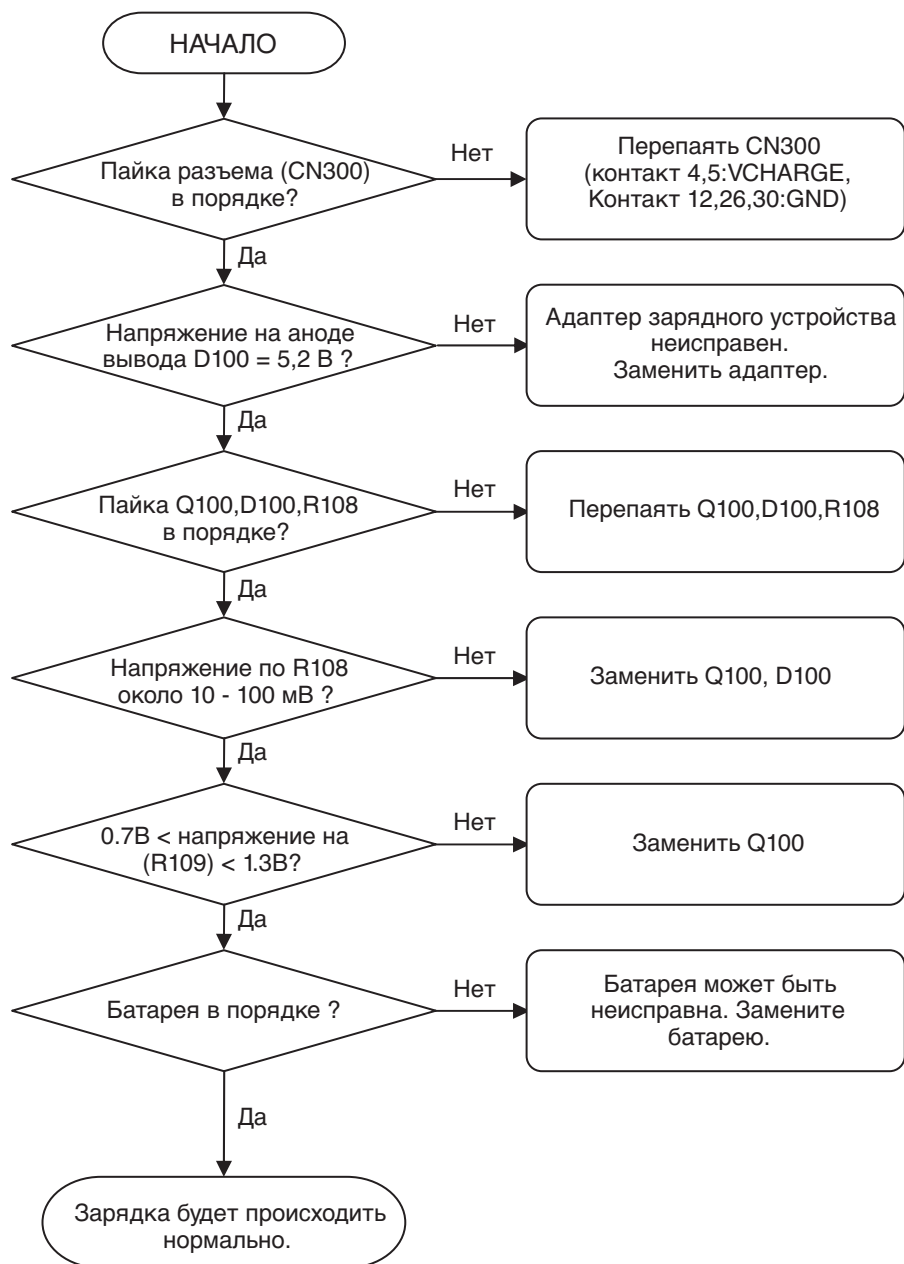 НАЧАЛО
Пайка разъема (CN300)
в порядке?
Нет
Перепаять CN300
(контакт 4,5:VCHARGE,
Контакт 12,26,30:GND)
Да
Напряжение на аноде
вывода D100 = 5,2 В ?
Нет
Адаптер зарядного устройства
неисправен.
Заменить адаптер.
Да
Пайка Q100,D100,R108
в порядке?
Нет
Перепаять Q100,D100,R108
Да
Напряжение по R108
около 10 - 100 мВ ?
Нет
Заменить Q100, D100
Да
0.7В < напряжение на
(R109) < 1.3В?
Нет
Заменить Q100
Да
Батарея в порядке ?
Нет
Батарея может быть
неисправна. Замените
батарею.
Да
Зарядка будет происходить
нормально.